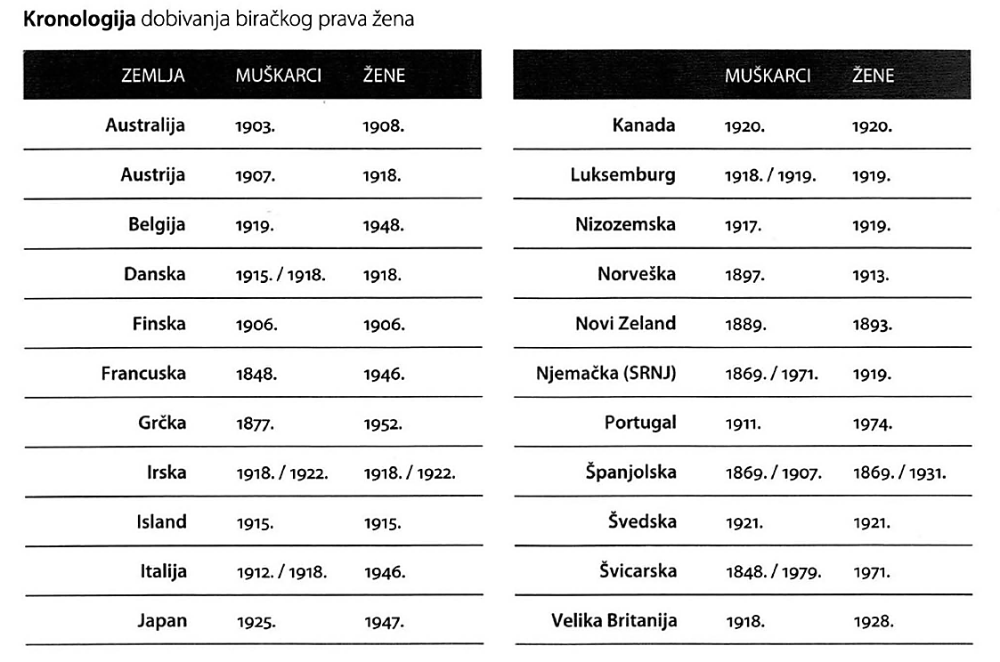 Kronologija dobivanja biračkog prava žena
ZEMLJA MUŠKARCI ŽENE
Australija 1903. 1908.
Austrija 1907. 1918.
Belgija 1919. 1948.
Danska 1915. / 1918. 1918.
Finska 1906. 1906.
Francuska 1848. 1946.
Grčka 1877. 1952.
Irska 1918. / 1922. 1918. / 1922.
Island 1915. 1915.
Italija 1912. / 1918. 1946.
Japan 1925. 1947.
MUŠKARCI ŽENE
Kanada 1920. 1920.
Luksemburg 1918. / 1919. 1919.
Nizozemska 1917. 1919.
Norveška 1897. 1913.
Novi Zeland 1889. 1893.
Njemačka (SRNJ) 1869. / 1971. 1919.
Portugal 1911. 1974.
Španjolska 1869. / 1907. 1869. / 1931.
Švedska 1921. 1921.
Švicarska 1848. / 1979. 1971.
Velika Britanija 1918. 1928.